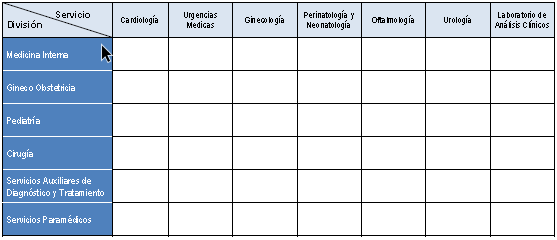 Servicio
División
Cardiología
Urgencias
Medicas
Ginecología
Perinatología y
Neonatología
Oftalmología
Urología
Laboratorio de
Análisis Clínicos
Medicina Interna
Gineco Obstetricia
Pediatría
Cirugía
Servicios Auxiliares de
Diagnóstico y Tratamiento
Servicios Paramédicos